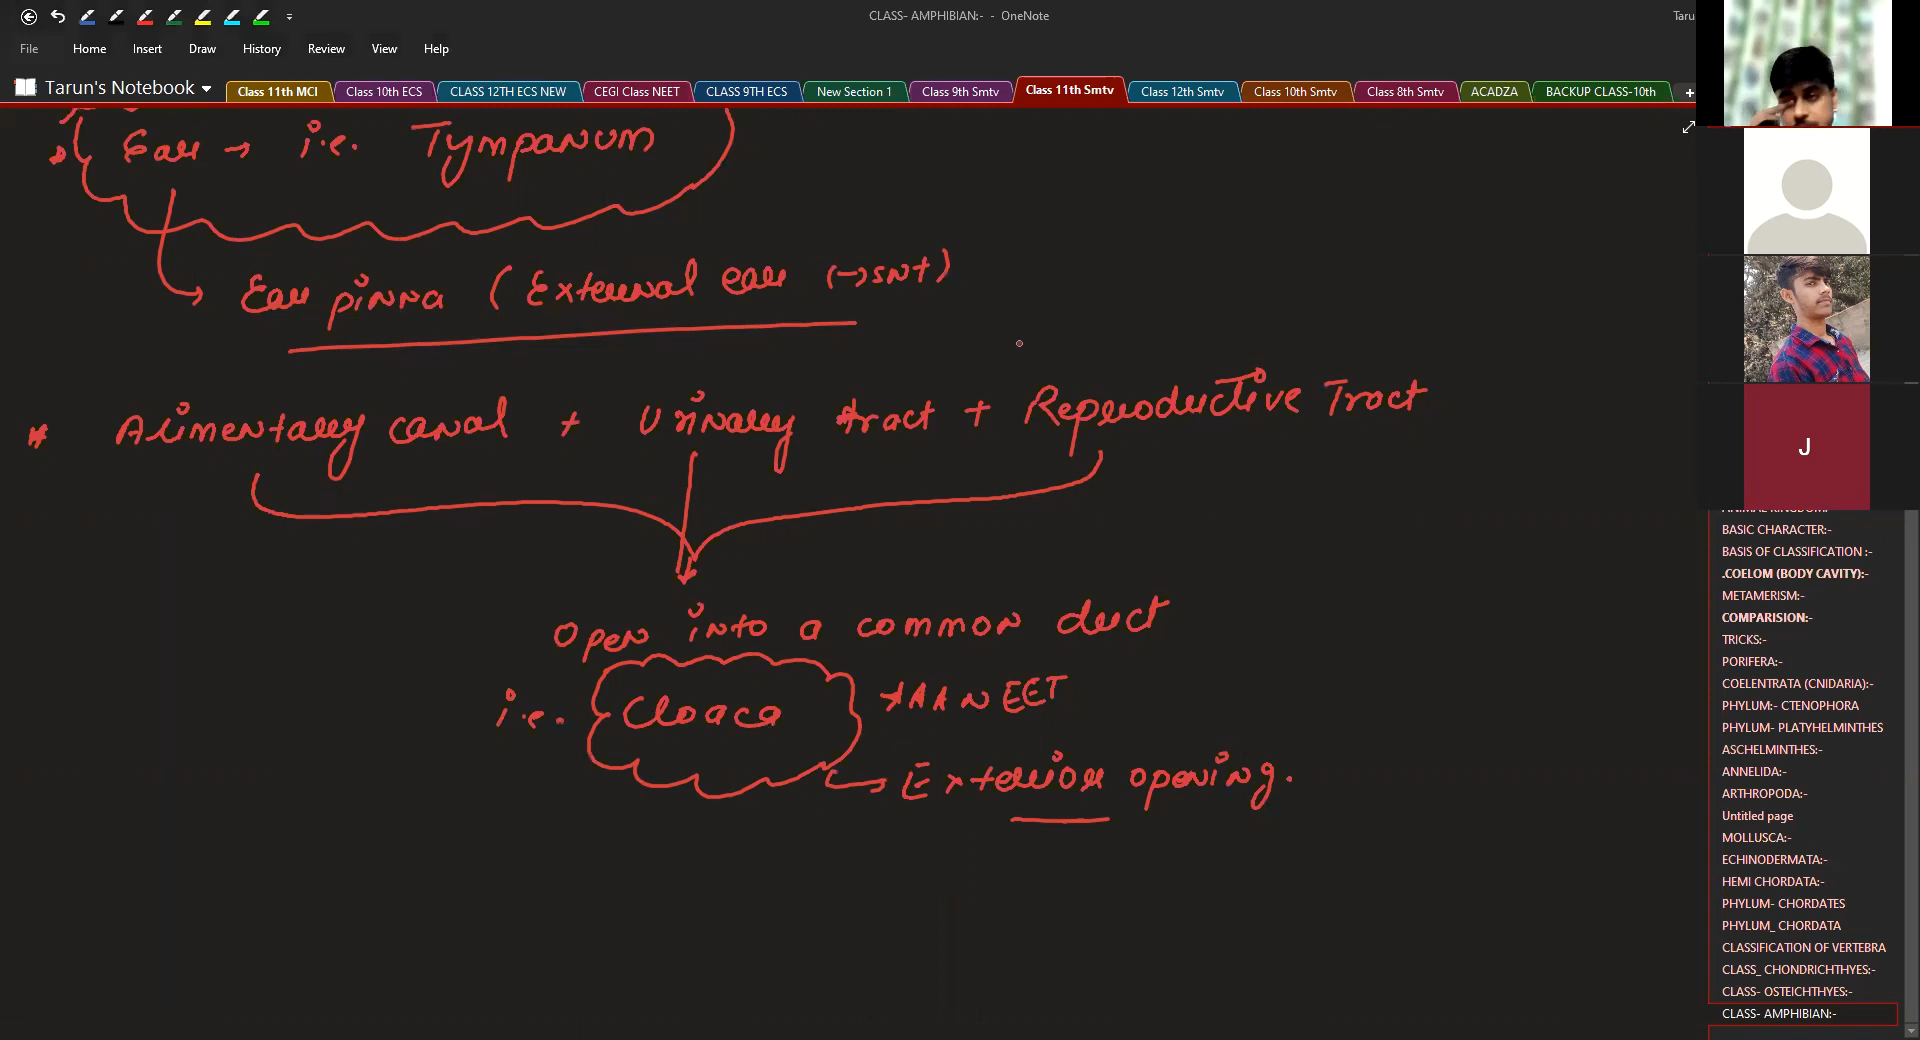 CLASS- AMPHIBIAN:- - OneNote
Taru
File Home Insert Draw History Review View Help
Tarun's Notebook
Class 11th MCI Class 10th ECS CLASS 12TH ECS NEW CEGI Class NEET CLASS 9TH ECS New Section 1 Class 9th Smtv Class 11th Smtv Class 12th Smtv Class 10th Smtv Class 8th Smtv ACADZA BACKUP CLASS-10th +
Ear → i.e. Tympanum
Ear pinna (External ear
* Alimentary canal + Urinary tract + Reproductive Tract
Open into a common duct
i.e. Cloaca NEET
Exterior opening.
J
BASIC CHARACTER:-
BASIS OF CLASSIFICATION :-
.COELOM (BODY CAVITY):-
METAMERISM:-
COMPARISION:-
TRICKS:-
PORIFERA:-
COELENTRATA (CNIDARIA):-
PHYLUM:- CTENOPHORA
PHYLUM- PLATYHELMINTHES
ASCHELMINTHES:-
ANNELIDA:-
ARTHROPODA:-
Untitled page
MOLLUSCA:-
ECHINODERMATA:-
HEMI CHORDATA:-
PHYLUM- CHORDATES
PHYLUM_ CHORDATA
CLASSIFICATION OF VERTEBRA
CLASS_ CHONDRICHTHYES:-
CLASS- OSTEICHTHYES:-
CLASS- AMPHIBIAN:-